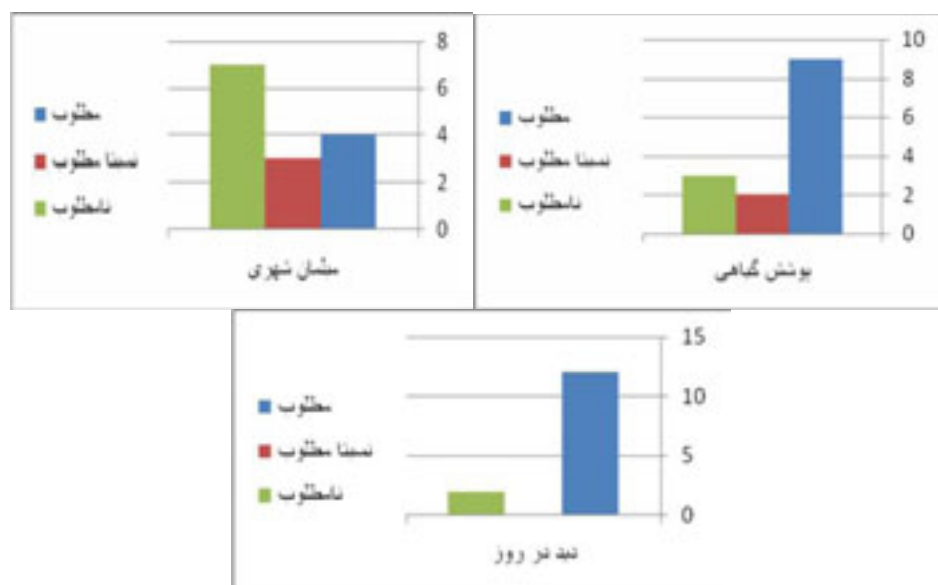 8
6
4
2
0
مطلوب
نسبتا مطلوب
نامطلوب
مبلمان شهری
10
8
6
4
2
0
مطلوب
نسبتا مطلوب
نامطلوب
پوشش گیاهی
15
10
5
0
مطلوب
نسبتا مطلوب
نامطلوب
دید در روز